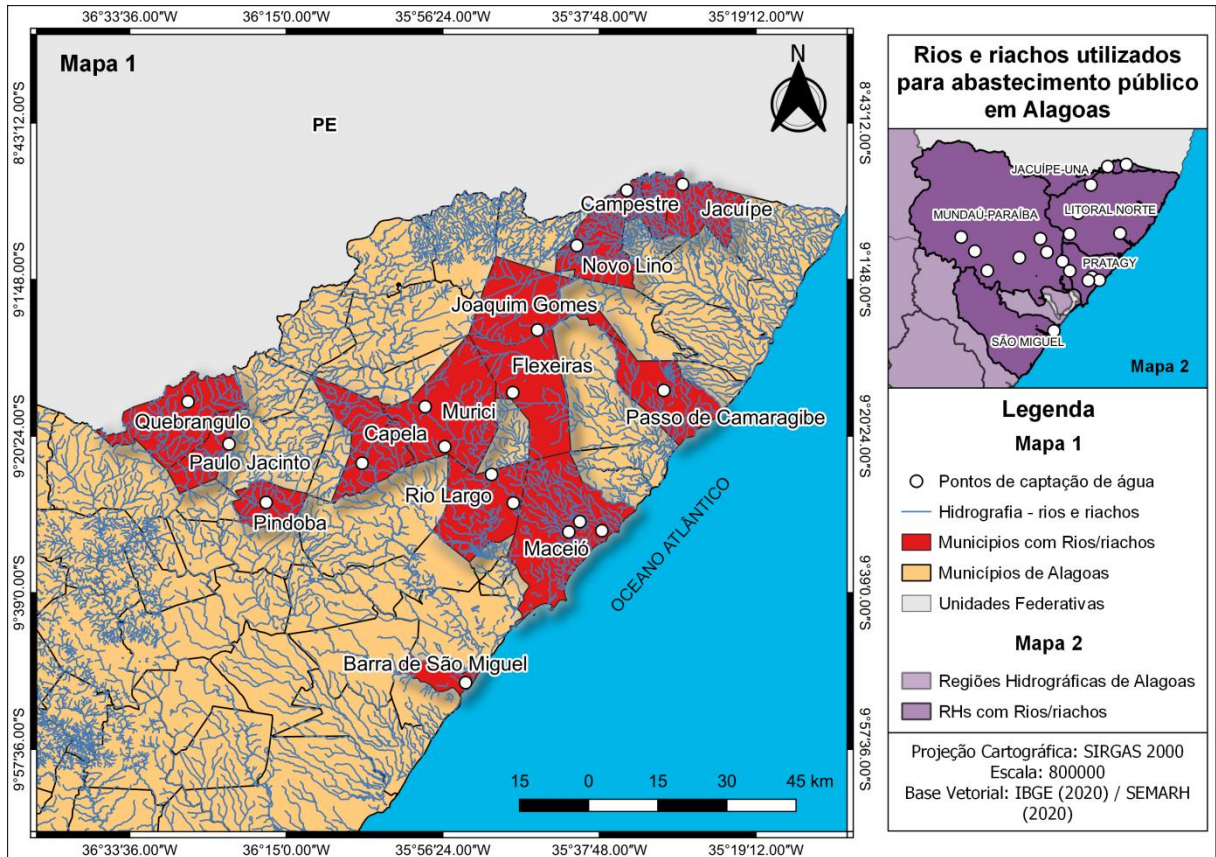 36°33'36.00"W 36°15'0.00"W 35°56'24.00"W 35°37'48.00"W 35°19'12.00"W
Mapa 1
N
PE
8°43'12.00"S
8°43'12.00"S
Campestre
Jacuípe
Novo Lino
9°1'48.00"S
9°1'48.00"S
Joaquim Gomes
Flexeiras
Passo de Camaragibe
Quebrangulo
Murici
Capela
9°20'24.00"S
9°20'24.00"S
Paulo Jacinto
Rio Largo
Pindoba
Maceió
OCEANO ATLÂNTICO
9°39'0.00"S
9°39'0.00"S
Barra de São Miguel
9°57'36.00"S
9°57'36.00"S
15 0 15 30 45 km
36°33'36.00"W 36°15'0.00"W 35°56'24.00"W 35°37'48.00"W 35°19'12.00"W
Rios e riachos utilizados
para abastecimento público
em Alagoas
JACUÍPE-UNA
MUNDAÚ-PARAÍBA
LITORAL NORTE
PRATAGY
SÃO MIGUEL
Mapa 2
Legenda
Mapa 1
Pontos de captação de água
Hidrografia - rios e riachos
Municipios com Rios/riachos
Municípios de Alagoas
Unidades Federativas
Mapa 2
Regiões Hidrográficas de Alagoas
RHs com Rios/riachos
Projeção Cartográfica: SIRGAS 2000
Escala: 800000
Base Vetorial: IBGE (2020) / SEMARH
(2020)